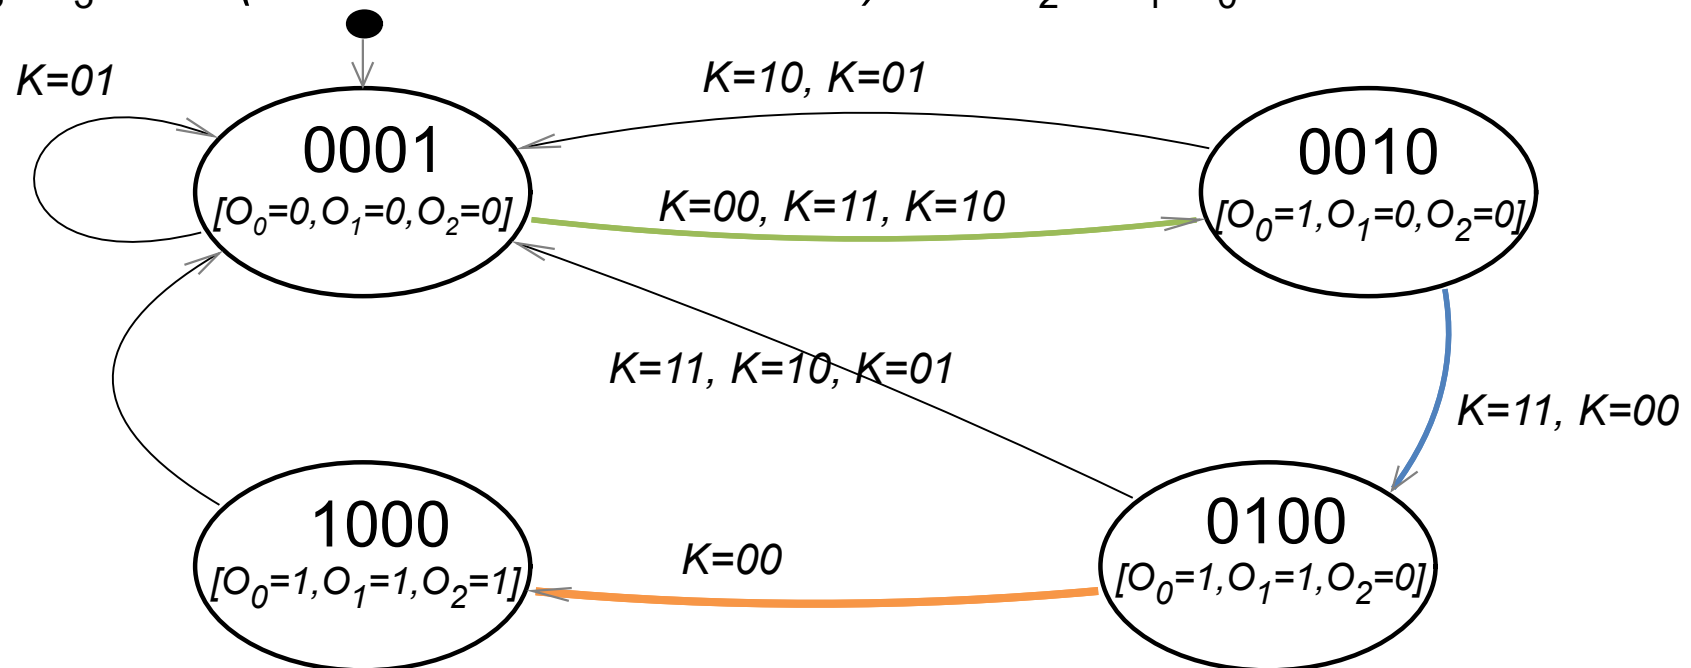 K=01
K=10, K=01
0001
[O0=0,O1=0,O2=0]
0010
[O0=1,O1=0,O2=0]
K=00, K=11, K=10
K=11, K=10, K=01
K=11, K=00
1000
[O0=1,O1=1,O2=1]
K=00
0100
[O0=1,O1=1,O2=0]